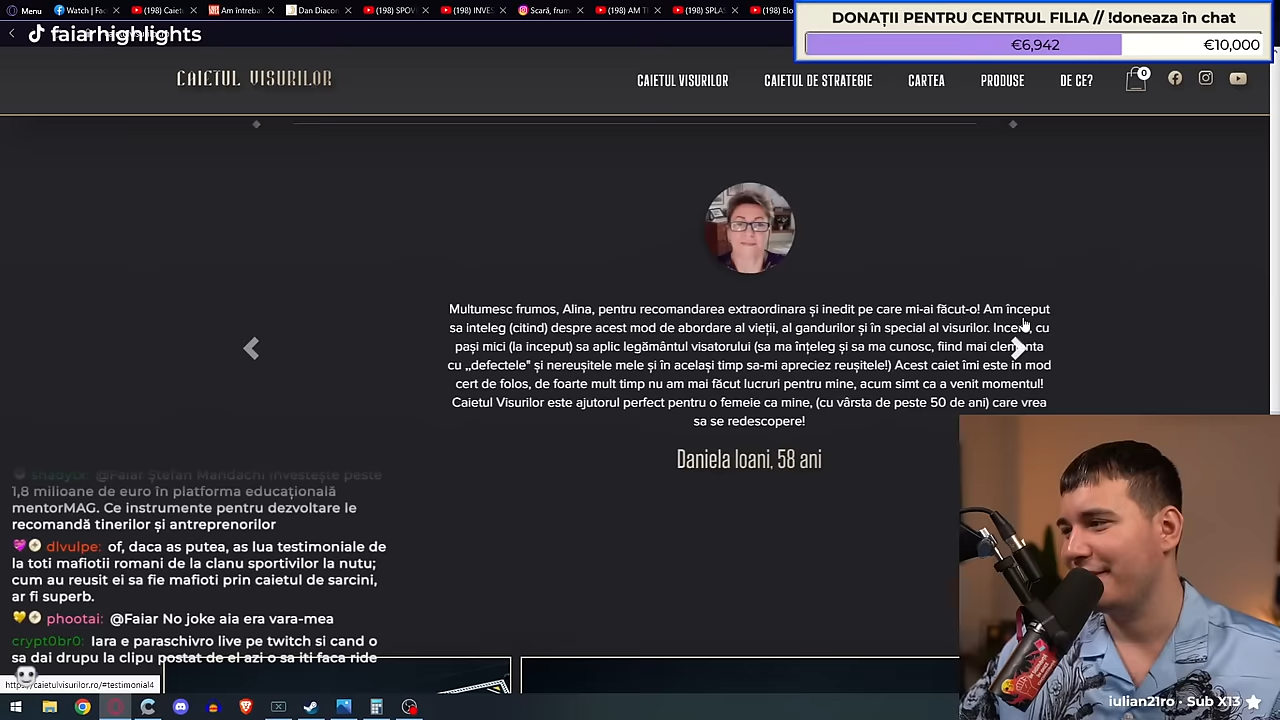 Menu
Watch | Fac
(198) Caiet
Am întreba
Dan Diacon
(198) SPOV
(198) INVES
Scară, frum
(198) AM T
(198) SPLAS
(198) Elo
faiarhighlights
DONAȚII PENTRU CENTRUL FILIA // !doneaza în chat
€6,942
€10,000
CAIETUL VISURILOR
CAIETUL VISURILOR
CAIETUL DE STRATEGIE
CARTEA
PRODUSE
DE CE?
0
Multumesc frumos, Alina, pentru recomandarea extraordinara și inedit pe care mi-ai făcut-o! Am început
sa inteleg (citind) despre acest mod de abordare al vieții, al gandurilor și în special al visurilor. Incerc, cu
pași mici (la inceput) sa aplic legământul visatorului (sa ma înțeleg și sa ma cunosc, fiind mai clementa
cu ,,defectele" și nereușitele mele și în același timp sa-mi apreciez reușitele!) Acest caiet îmi este in mod
cert de folos, de foarte mult timp nu am mai făcut lucruri pentru mine, acum simt ca a venit momentul!
Caietul Visurilor este ajutorul perfect pentru o femeie ca mine, (cu vârsta de peste 50 de ani) care vrea
sa se redescopere!
Daniela Ioani, 58 ani
@Faiar Ștefan Mandachi investește peste
1,8 milioane de euro în platforma educațională
mentorMAG. Ce instrumente pentru dezvoltare le
recomandă tinerilor și antreprenorilor
dlvulpe: of, daca as putea, as lua testimoniale de
la toti mafiotii romani de la clanu sportivilor la nutu;
cum au reusit ei sa fie mafioti prin caietul de sarcini,
ar fi superb.
phootai: @Faiar No joke aia era vara-mea
crypt0br0: Iara e paraschivro live pe twitch si cand o
sa dai drupu la clipu postat de el azi o sa iti faca ride
https://caietulvisurilor.ro/#testimonial4
iulian21ro • Sub X13